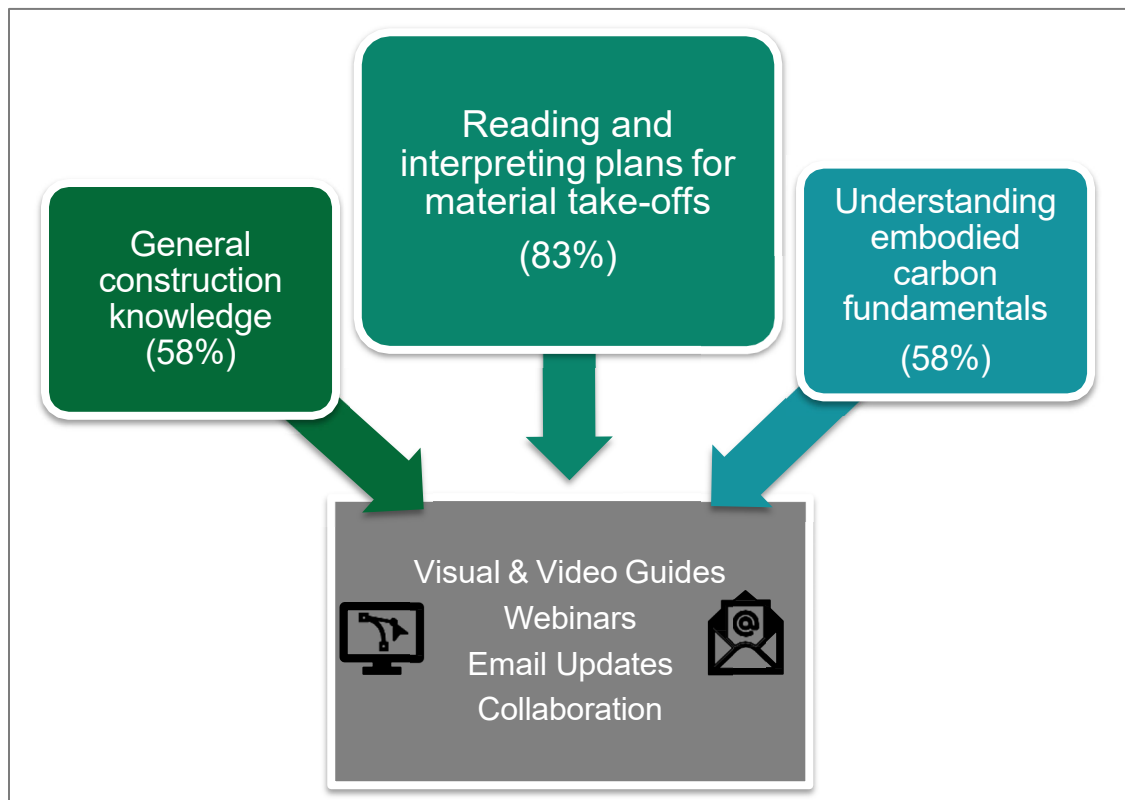 General
construction
knowledge
(58%)
Reading and
interpreting plans for
material take-offs
(83%)
Understanding
embodied
carbon
fundamentals
(58%)
Visual & Video Guides
Webinars
Email Updates
Collaboration
@